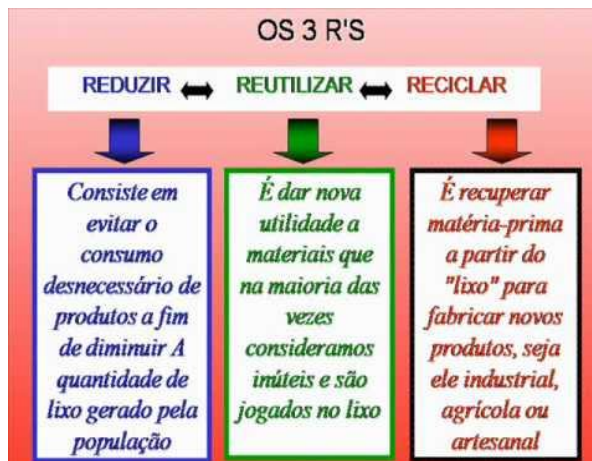 OS 3 R'S
REDUZIR REUTILIZAR RECICLAR
Consiste em
evitar o
consumo
desnecessário de
produtos a fim
de diminuir A
quantidade de
lixo gerado pela
população
É dar nova
utilidade a
materiais que
na maioria das
vezes
consideramos
inúteis e são
jogados no lixo
É recuperar
matéria-prima
a partir do
"lixo" para
fabricar novos
produtos, seja
ele industrial,
agrícola ou
artesanal